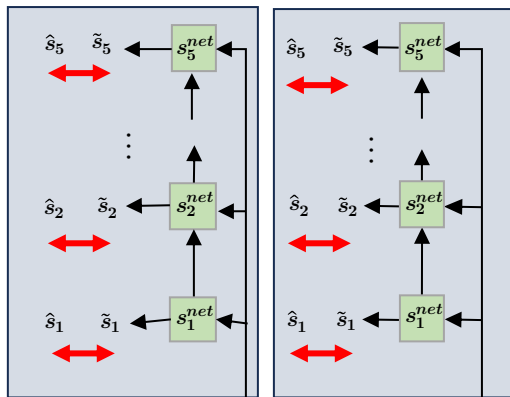 ŝ₅ s̃₅ s₅ⁿᵉᵗ
⋮
ŝ₂ s̃₂ s₂ⁿᵉᵗ
ŝ₁ s̃₁ s₁ⁿᵉᵗ
ŝ₅ s̃₅ s₅ⁿᵉᵗ
⋮
ŝ₂ s̃₂ s₂ⁿᵉᵗ
ŝ₁ s̃₁ s₁ⁿᵉᵗ